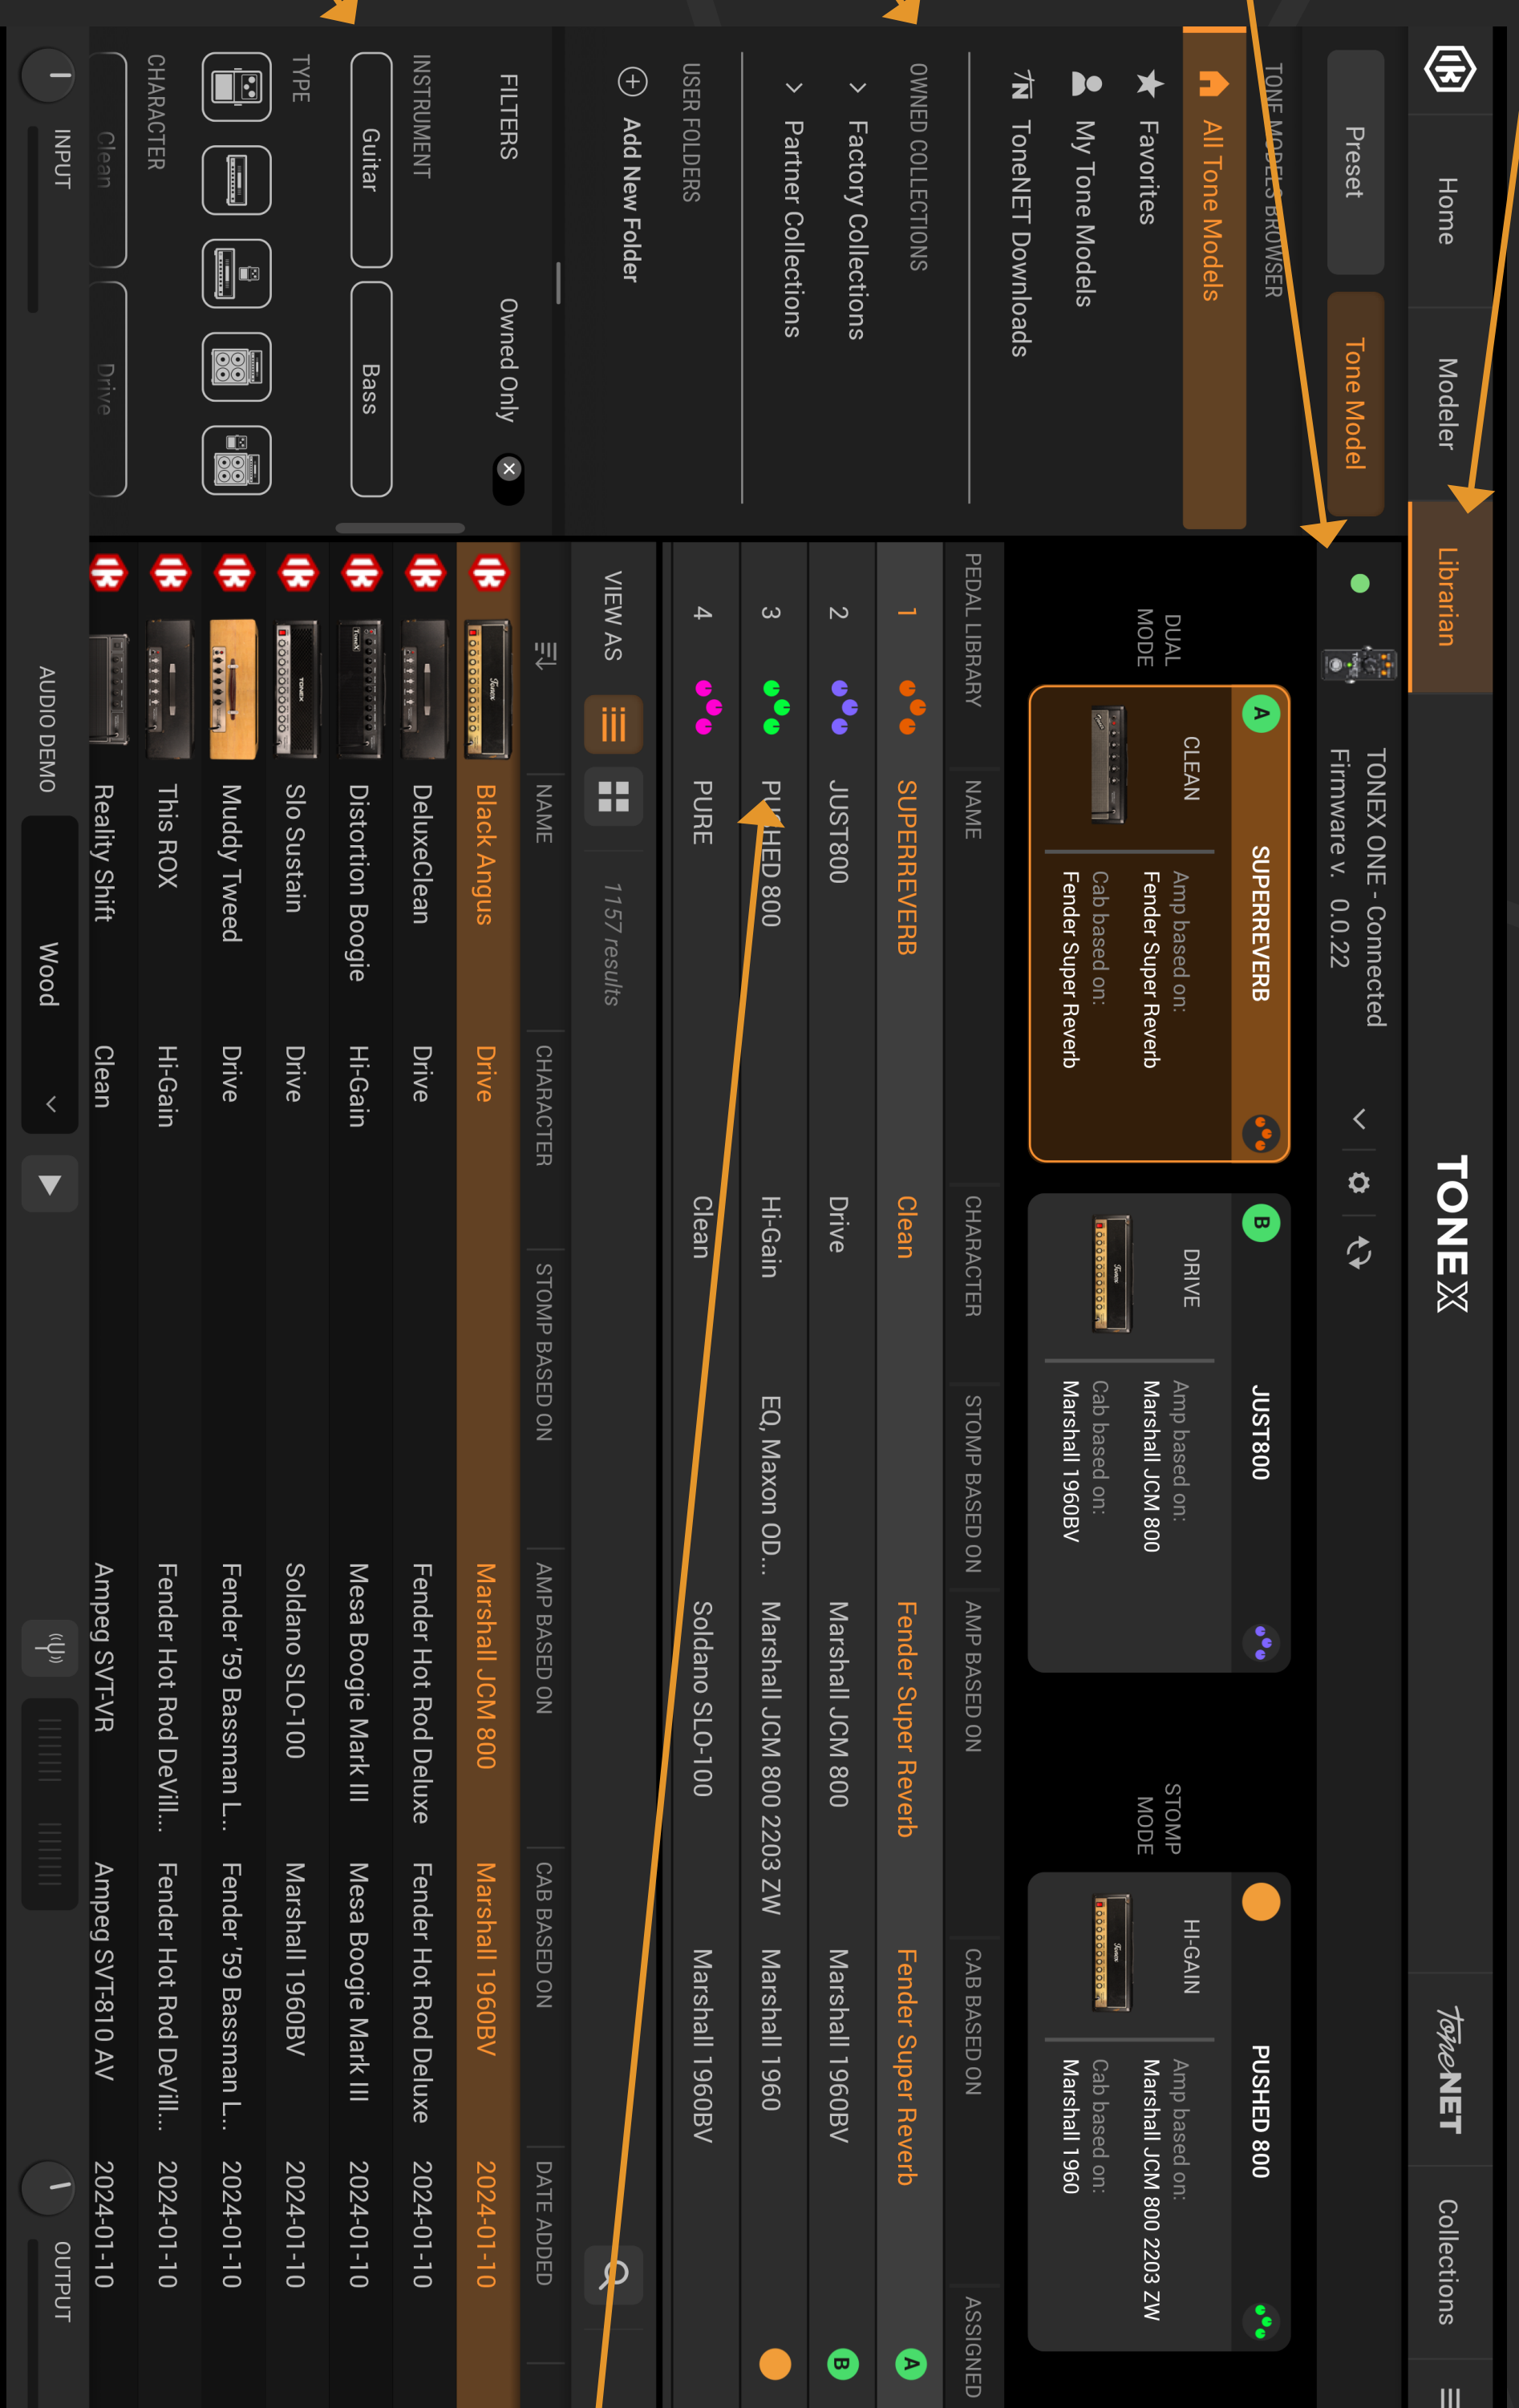 Home
Modeler
Librarian
TONEX
ToneNET
Collections
Preset
Tone Model
TONEX ONE - Connected
Firmware v. 0.0.22
TONE MODELS BROWSER
All Tone Models
Favorites
My Tone Models
ToneNET Downloads
OWNED COLLECTIONS
Factory Collections
Partner Collections
USER FOLDERS
Add New Folder
FILTERS
Owned Only
INSTRUMENT
Guitar
Bass
TYPE
CHARACTER
Clean
Drive
DUAL
MODE
A
SUPERREVERB
CLEAN
Amp based on:
Fender Super Reverb
Cab based on:
Fender Super Reverb
B
JUST800
DRIVE
Amp based on:
Marshall JCM 800
Cab based on:
Marshall 1960BV
STOMP
MODE
PUSHED 800
HI-GAIN
Amp based on:
Marshall JCM 800 2203 ZW
Cab based on:
Marshall 1960
PEDAL LIBRARY NAME CHARACTER STOMP BASED ON AMP BASED ON CAB BASED ON ASSIGNED
1 SUPERREVERB Clean Fender Super Reverb Fender Super Reverb A
2 JUST800 Drive Marshall JCM 800 Marshall 1960BV B
3 PUSHED 800 Hi-Gain EQ, Maxon OD... Marshall JCM 800 2203 ZW Marshall 1960
4 PURE Clean Soldano SLO-100 Marshall 1960BV
VIEW AS
1157 results
NAME CHARACTER STOMP BASED ON AMP BASED ON CAB BASED ON DATE ADDED
Black Angus Drive Marshall JCM 800 Marshall 1960BV 2024-01-10
DeluxeClean Drive Fender Hot Rod Deluxe Fender Hot Rod Deluxe 2024-01-10
Distortion Boogie Hi-Gain Mesa Boogie Mark III Mesa Boogie Mark III 2024-01-10
Slo Sustain Drive Soldano SLO-100 Marshall 1960BV 2024-01-10
Muddy Tweed Drive Fender '59 Bassman L... Fender '59 Bassman L... 2024-01-10
This ROX Hi-Gain Fender Hot Rod DeVill... Fender Hot Rod DeVill... 2024-01-10
Reality Shift Clean Ampeg SVT-VR Ampeg SVT-810 AV 2024-01-10
INPUT
AUDIO DEMO
Wood
OUTPUT